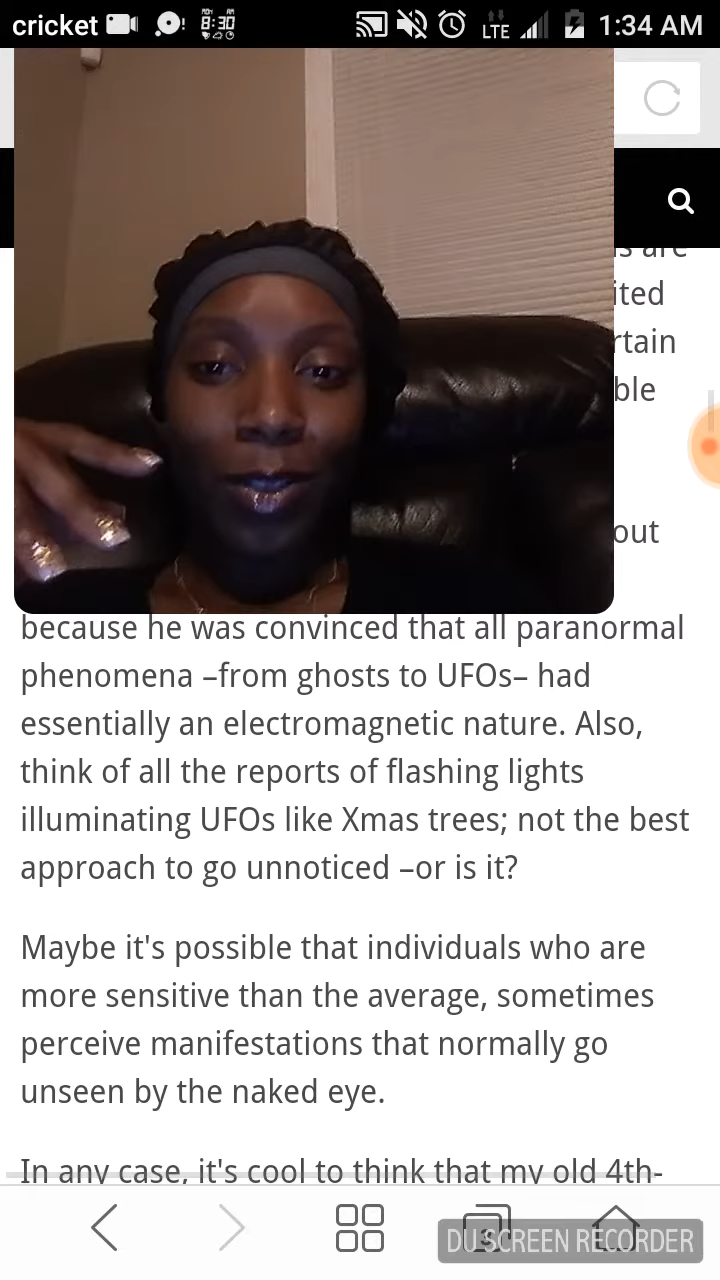 cricket 8:30 LTE 1:34 AM
is are
ited
rtain
ble
out
because he was convinced that all paranormal
phenomena –from ghosts to UFOs– had
essentially an electromagnetic nature. Also,
think of all the reports of flashing lights
illuminating UFOs like Xmas trees; not the best
approach to go unnoticed –or is it?
Maybe it's possible that individuals who are
more sensitive than the average, sometimes
perceive manifestations that normally go
unseen by the naked eye.
In any case, it's cool to think that my old 4th-
DU SCREEN RECORDER